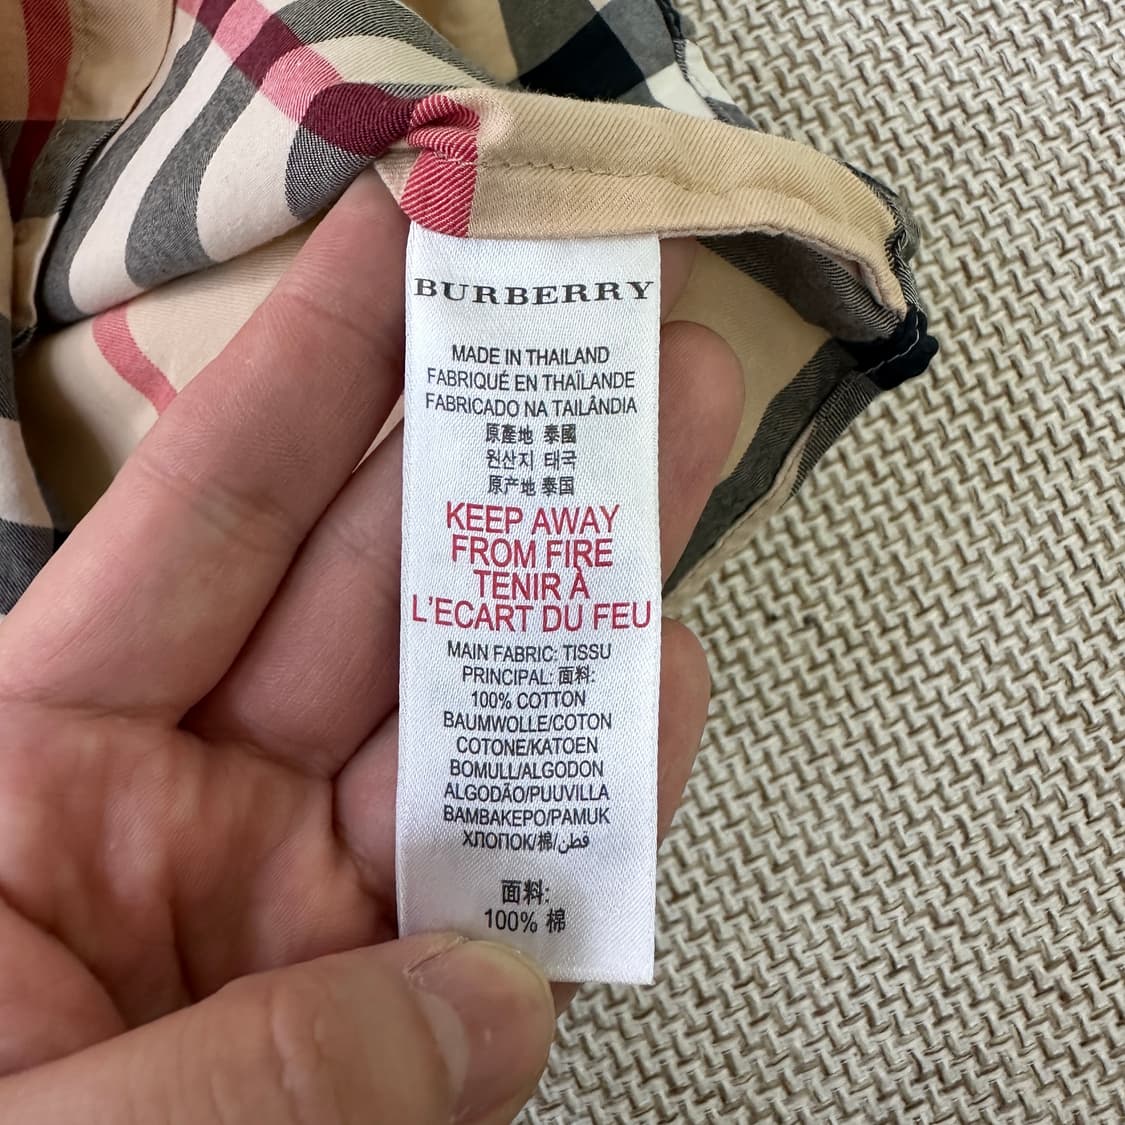 BURBERRY
MADE IN THAILAND
FABRIQUÉ EN THAÏLANDE
FABRICADO NA TAILÂNDIA
原產地 泰國
원산지 태국
原产地 泰国
KEEP AWAY
FROM FIRE
TENIR À
L'ECART DU FEU
MAIN FABRIC: TISSU
PRINCIPAL: 面料:
100% COTTON
BAUMWOLLE/COTON
COTONE/KATOEN
BOMULL/ALGODON
ALGODÃO/PUUVILLA
BAMBAKEPO/PAMUK
ХЛОПОК/棉/قطن
面料:
100% 棉